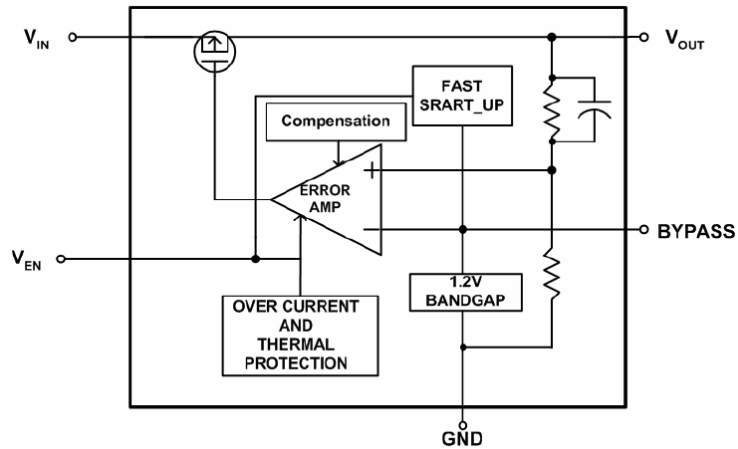 VIN
VOUT
FAST
SRART_UP
Compensation
+
ERROR
AMP
−
BYPASS
VEN
1.2V
BANDGAP
OVER CURRENT
AND
THERMAL
PROTECTION
GND